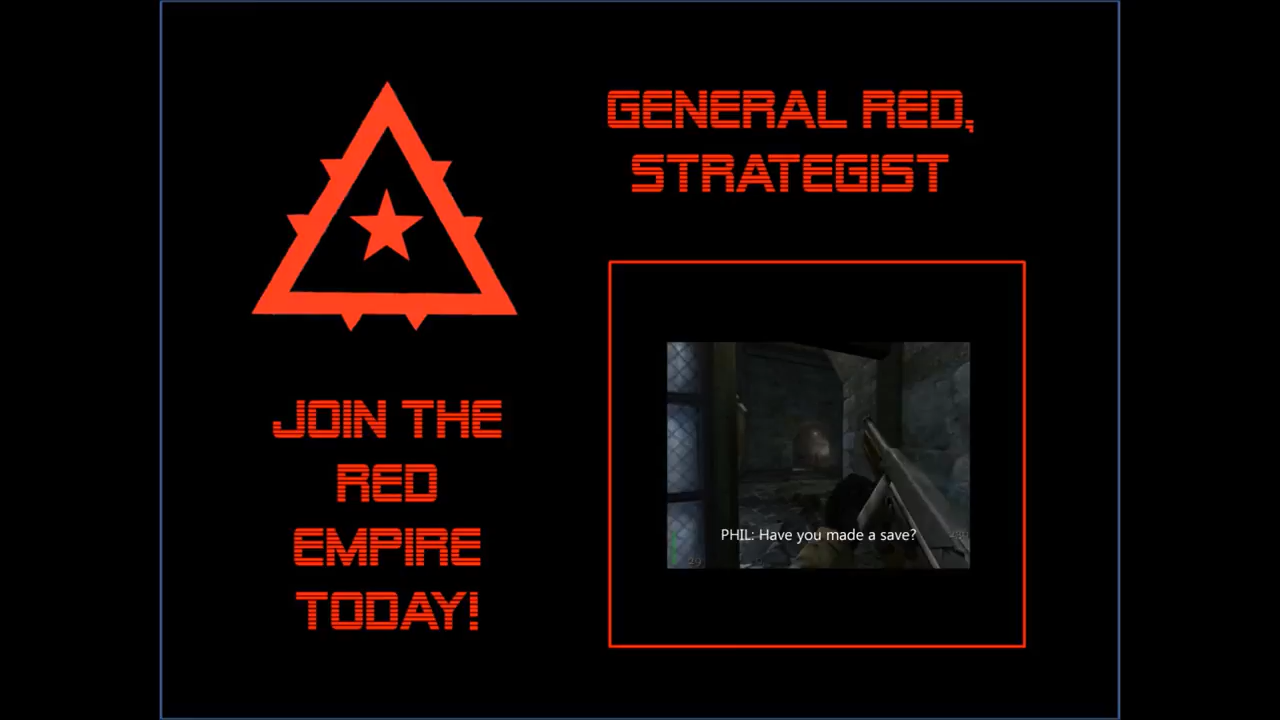 GENERAL RED,
STRATEGIST
JOIN THE
RED
EMPIRE
TODAY!
PHIL: Have you made a save?